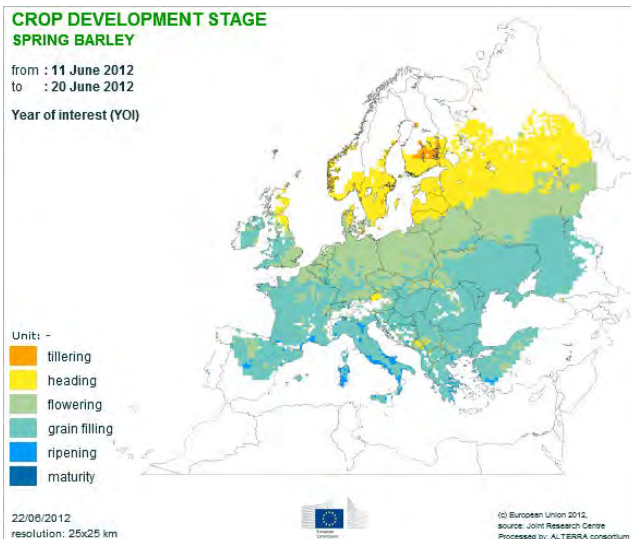 CROP DEVELOPMENT STAGE
SPRING BARLEY
from : 11 June 2012
to : 20 June 2012
Year of interest (YOI)
Unit: -
tillering
heading
flowering
grain filling
ripening
maturity
22/06/2012
resolution: 25x25 km
European
Commission
(c) European Union 2012,
source: Joint Research Centre
Processed by: ALTERRA consortium